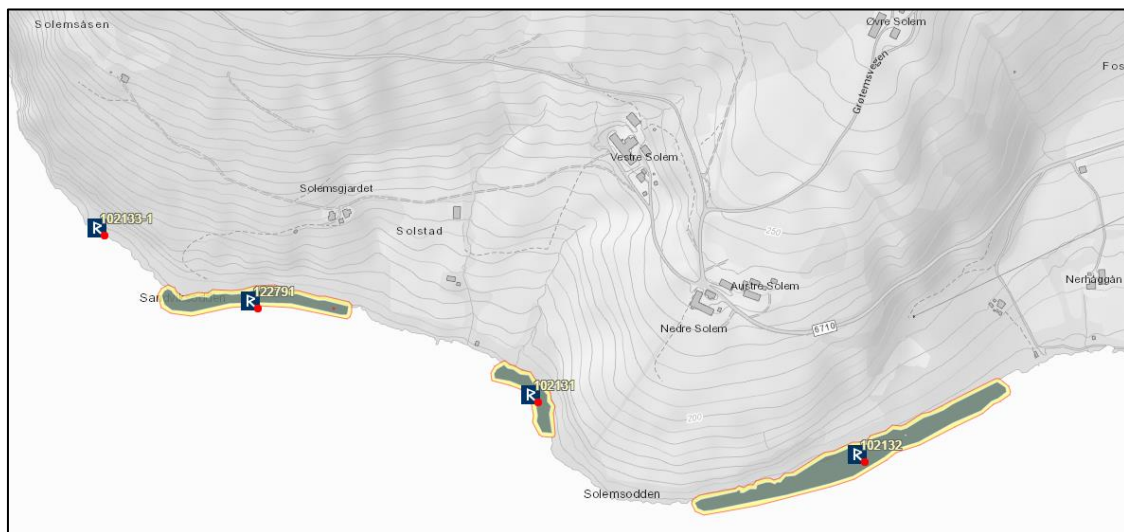 Solemsåsen
Øvre Solem
Grøtemsvegen
Fos
Vestre Solem
Solemsgjardet
102133-1
Solstad
250
122791
Austre Solem
Nerhåggån
Nedre Solem
6710
102131
200
102132
Solemsodden